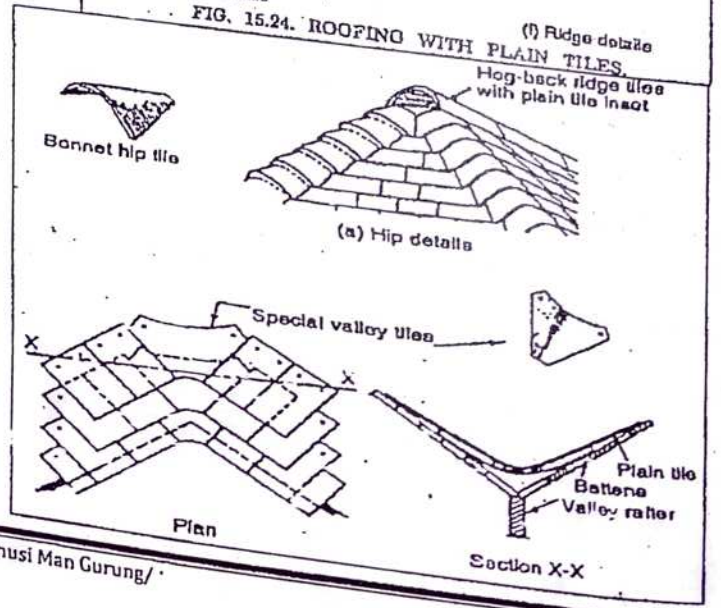 (f) Ridge details
FIG. 15.24. ROOFING WITH PLAIN TILES.
Hog-back ridge tiles
with plain tile inset
Bonnet hip tile
(a) Hip details
Special valley tiles
X
X
Plain tile
Battens
Valley rafter
Plan
Section X-X
Man Gurung/